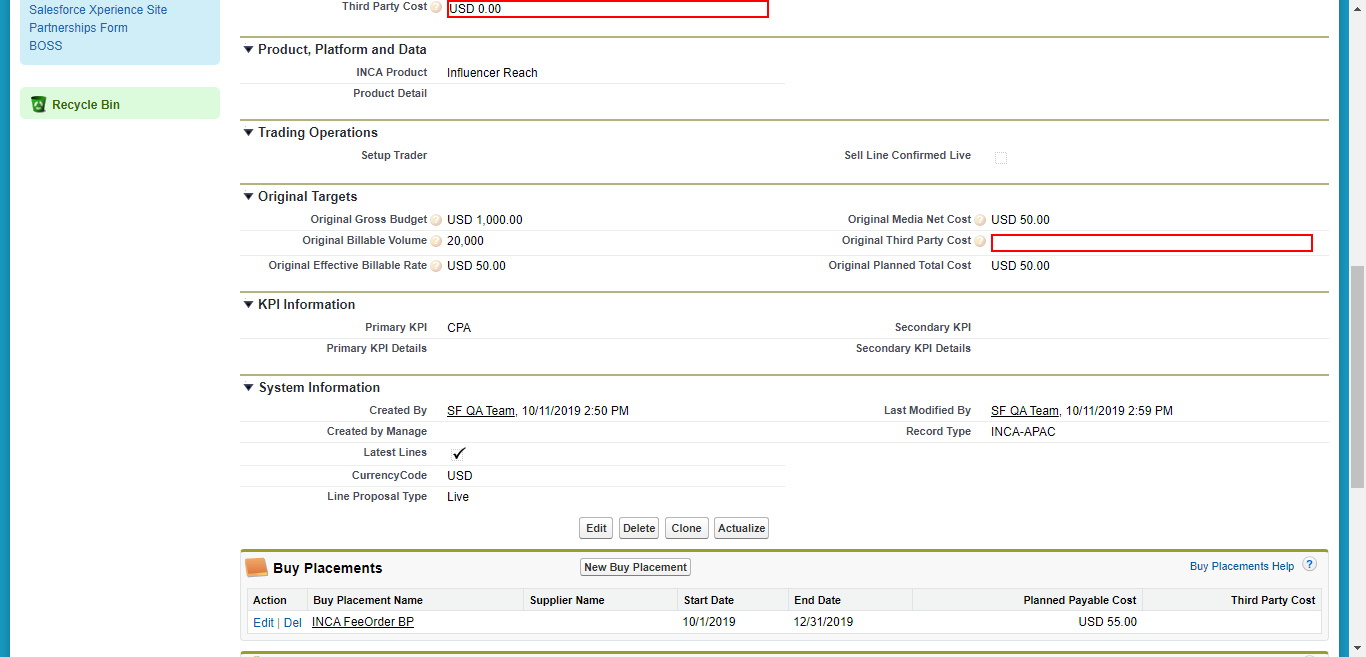 Salesforce Xperience Site
Partnerships Form
BOSS
Recycle Bin
Third Party Cost ? USD 0.00
Product, Platform and Data
INCA Product Influencer Reach
Product Detail
Trading Operations
Setup Trader Sell Line Confirmed Live
Original Targets
Original Gross Budget ? USD 1,000.00 Original Media Net Cost ? USD 50.00
Original Billable Volume ? 20,000 Original Third Party Cost ?
Original Effective Billable Rate ? USD 50.00 Original Planned Total Cost USD 50.00
KPI Information
Primary KPI CPA Secondary KPI
Primary KPI Details Secondary KPI Details
System Information
Created By SF QA Team, 10/11/2019 2:50 PM Last Modified By SF QA Team, 10/11/2019 2:59 PM
Created by Manage Record Type INCA-APAC
Latest Lines
CurrencyCode USD
Line Proposal Type Live
Edit Delete Clone Actualize
Buy Placements New Buy Placement Buy Placements Help ?
Action Buy Placement Name Supplier Name Start Date End Date Planned Payable Cost Third Party Cost
Edit | Del INCA FeeOrder BP 10/1/2019 12/31/2019 USD 55.00